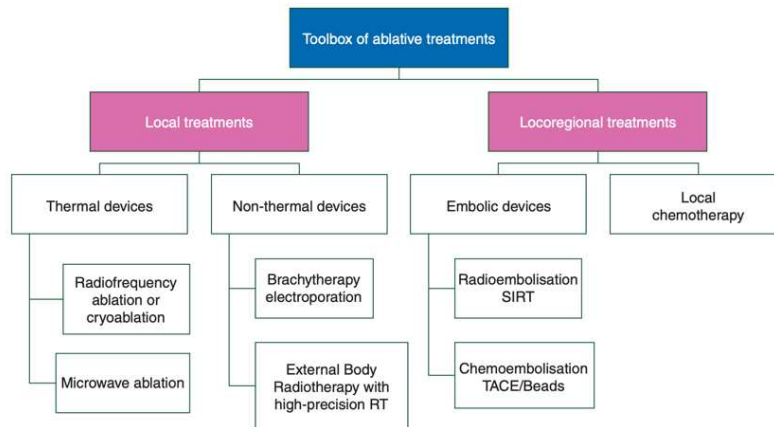 Toolbox of ablative treatments
Local treatments
Locoregional treatments
Thermal devices
Non-thermal devices
Embolic devices
Local
chemotherapy
Radiofrequency
ablation or
cryoablation
Brachytherapy
electroporation
Radioembolisation
SIRT
Microwave ablation
External Body
Radiotherapy with
high-precision RT
Chemoembolisation
TACE/Beads